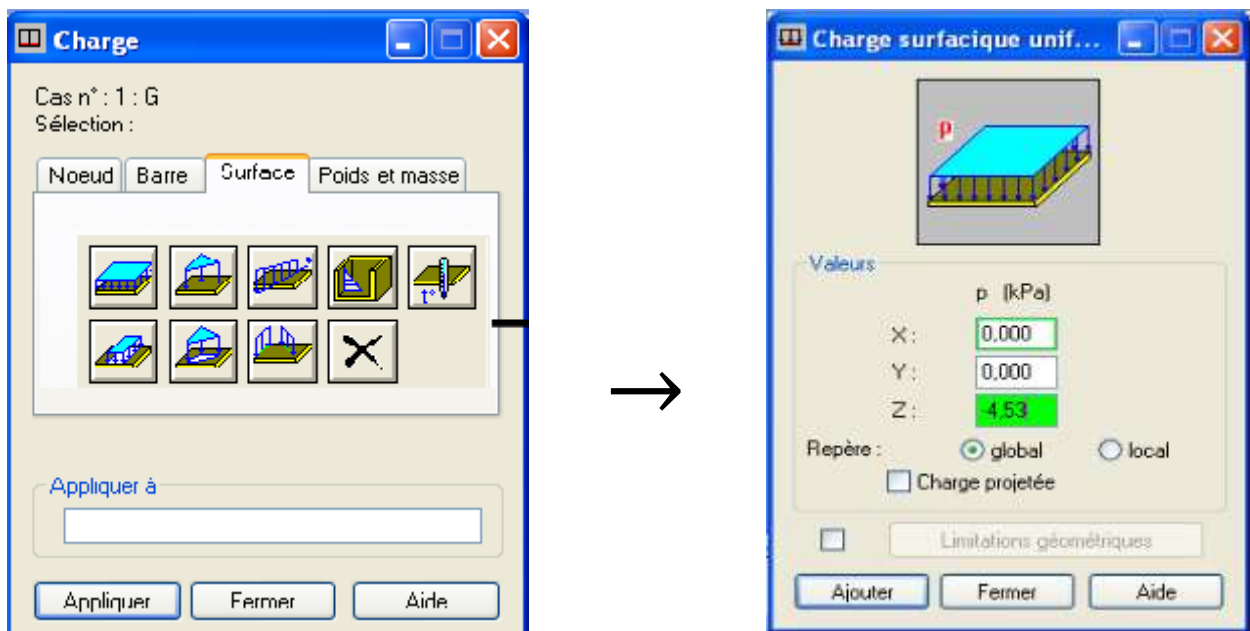 Charge
Cas n° : 1 : G
Sélection :
Noeud Barre Surface Poids et masse
t°
Appliquer à
Appliquer Fermer Aide
Charge surfacique unif...
p
Valeurs
p (kPa)
X : 0,000
Y : 0,000
Z : -4,53
Repère : global local
Charge projetée
Limitations géométriques
Ajouter Fermer Aide